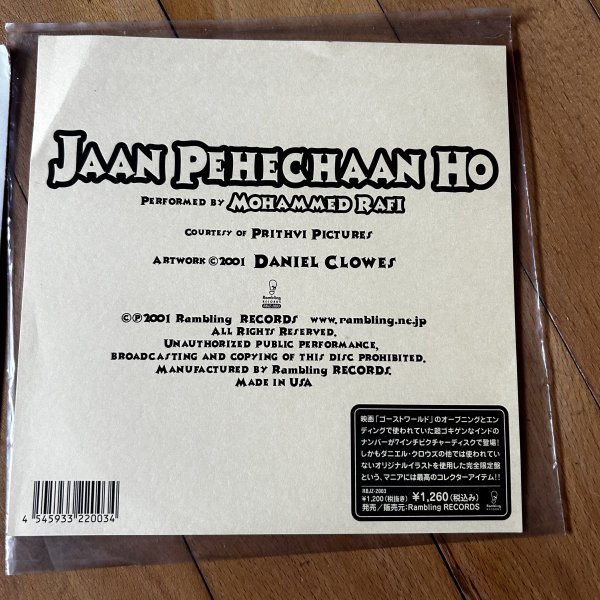 JAAN PEHECHAAN HO
PERFORMED BY MOHAMMED RAFI
COURTESY OF PRITHVI PICTURES
ARTWORK ©2001 DANIEL CLOWES
Rambling
RECORDS
©℗2001 Rambling RECORDS www.rambling.ne.jp
ALL RIGHTS RESERVED.
UNAUTHORIZED PUBLIC PERFORMANCE,
BROADCASTING AND COPYING OF THIS DISC PROHIBITED.
MANUFACTURED BY Rambling RECORDS.
MADE IN USA
映画「ゴーストワールド」のオープニングとエン
ディングで使われていた超ゴキゲンなインドの
ナンバーが7インチピクチャーディスクで登場!
しかもダニエル・クロウズの他では使われてい
ないオリジナルイラストを使用した完全限定盤
という、マニアには最高のコレクターアイテム!!
RBJZ-2003
¥1,200(税抜き) ¥1,260(税込み)
発売/販売元:Rambling RECORDS
Rambling
RECORDS
4 545933 220034